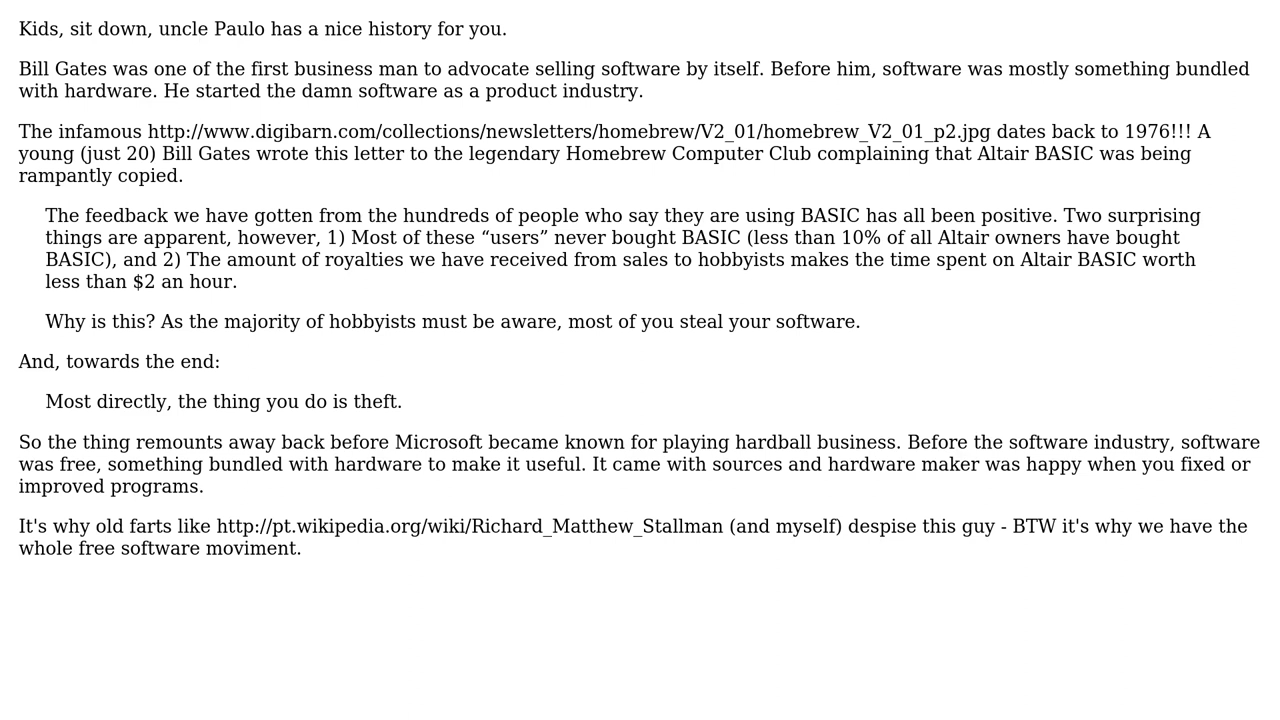 Kids, sit down, uncle Paulo has a nice history for you.
Bill Gates was one of the first business man to advocate selling software by itself. Before him, software was mostly something bundled
with hardware. He started the damn software as a product industry.
The infamous http://www.digibarn.com/collections/newsletters/homebrew/V2_01/homebrew_V2_01_p2.jpg dates back to 1976!!! A
young (just 20) Bill Gates wrote this letter to the legendary Homebrew Computer Club complaining that Altair BASIC was being
rampantly copied.
The feedback we have gotten from the hundreds of people who say they are using BASIC has all been positive. Two surprising
things are apparent, however, 1) Most of these “users” never bought BASIC (less than 10% of all Altair owners have bought
BASIC), and 2) The amount of royalties we have received from sales to hobbyists makes the time spent on Altair BASIC worth
less than $2 an hour.
Why is this? As the majority of hobbyists must be aware, most of you steal your software.
And, towards the end:
Most directly, the thing you do is theft.
So the thing remounts away back before Microsoft became known for playing hardball business. Before the software industry, software
was free, something bundled with hardware to make it useful. It came with sources and hardware maker was happy when you fixed or
improved programs.
It's why old farts like http://pt.wikipedia.org/wiki/Richard_Matthew_Stallman (and myself) despise this guy - BTW it's why we have the
whole free software moviment.